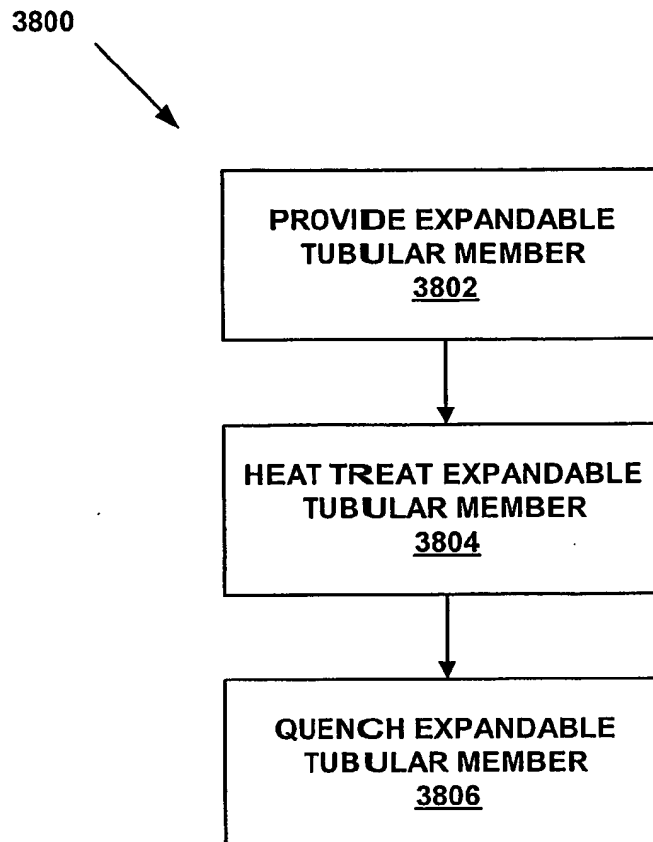 3800
PROVIDE EXPANDABLE
TUBULAR MEMBER
3802
HEAT TREAT EXPANDABLE
TUBULAR MEMBER
3804
QUENCH EXPANDABLE
TUBULAR MEMBER
3806